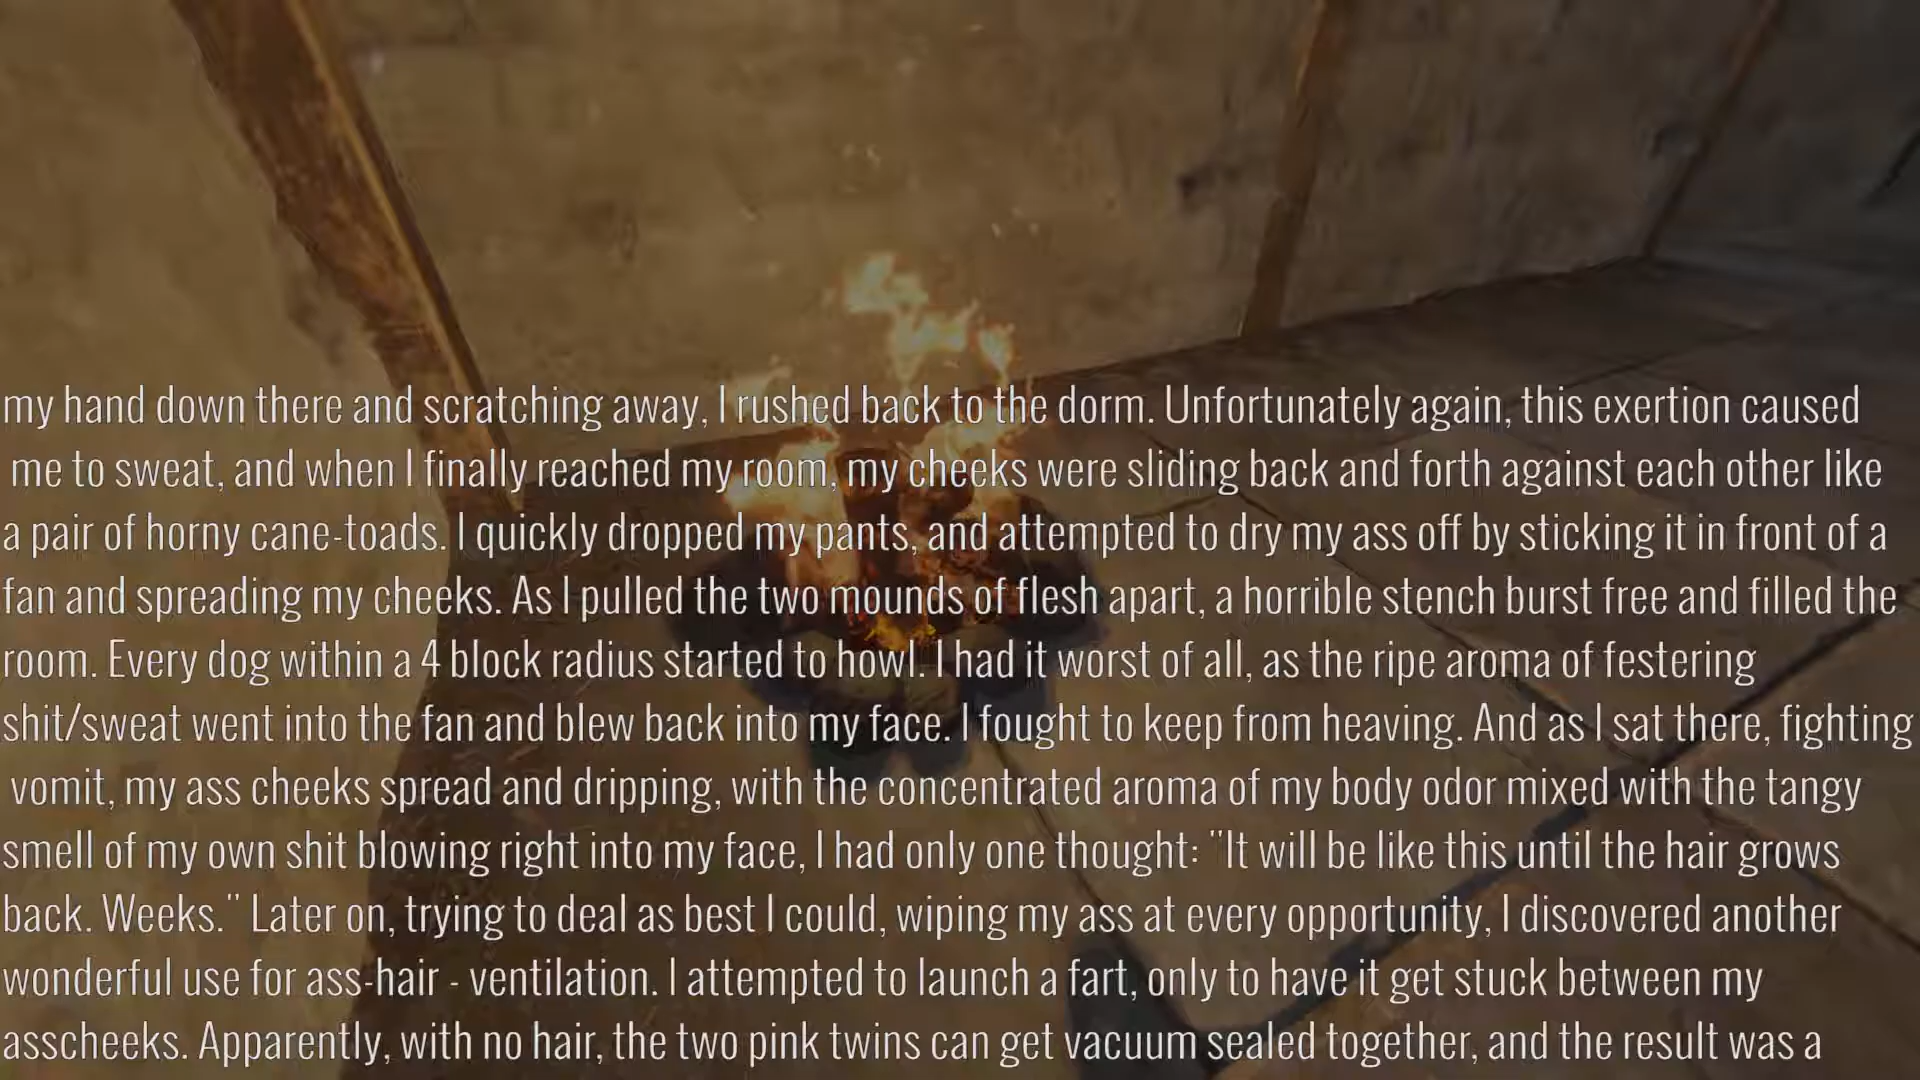 my hand down there and scratching away, I rushed back to the dorm. Unfortunately again, this exertion caused
me to sweat, and when I finally reached my room, my cheeks were sliding back and forth against each other like
a pair of horny cane-toads. I quickly dropped my pants, and attempted to dry my ass off by sticking it in front of a
fan and spreading my cheeks. As I pulled the two mounds of flesh apart, a horrible stench burst free and filled the
room. Every dog within a 4 block radius started to howl. I had it worst of all, as the ripe aroma of festering
shit/sweat went into the fan and blew back into my face. I fought to keep from heaving. And as I sat there, fighting
vomit, my ass cheeks spread and dripping, with the concentrated aroma of my body odor mixed with the tangy
smell of my own shit blowing right into my face, I had only one thought: "It will be like this until the hair grows
back. Weeks." Later on, trying to deal as best I could, wiping my ass at every opportunity, I discovered another
wonderful use for ass-hair - ventilation. I attempted to launch a fart, only to have it get stuck between my
asscheeks. Apparently, with no hair, the two pink twins can get vacuum sealed together, and the result was a